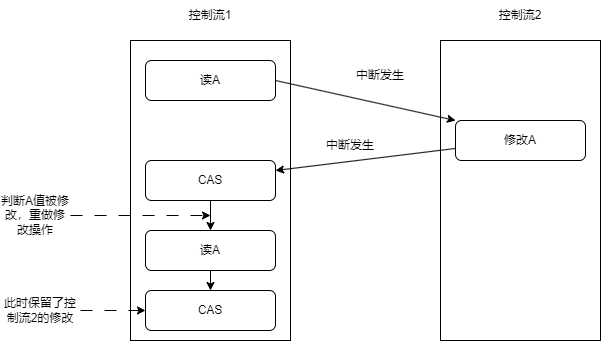 控制流1
控制流2
读A
中断发生
修改A
中断发生
CAS
判断A值被修
改，重做修
改操作
读A
此时保留了控
制流2的修改
CAS